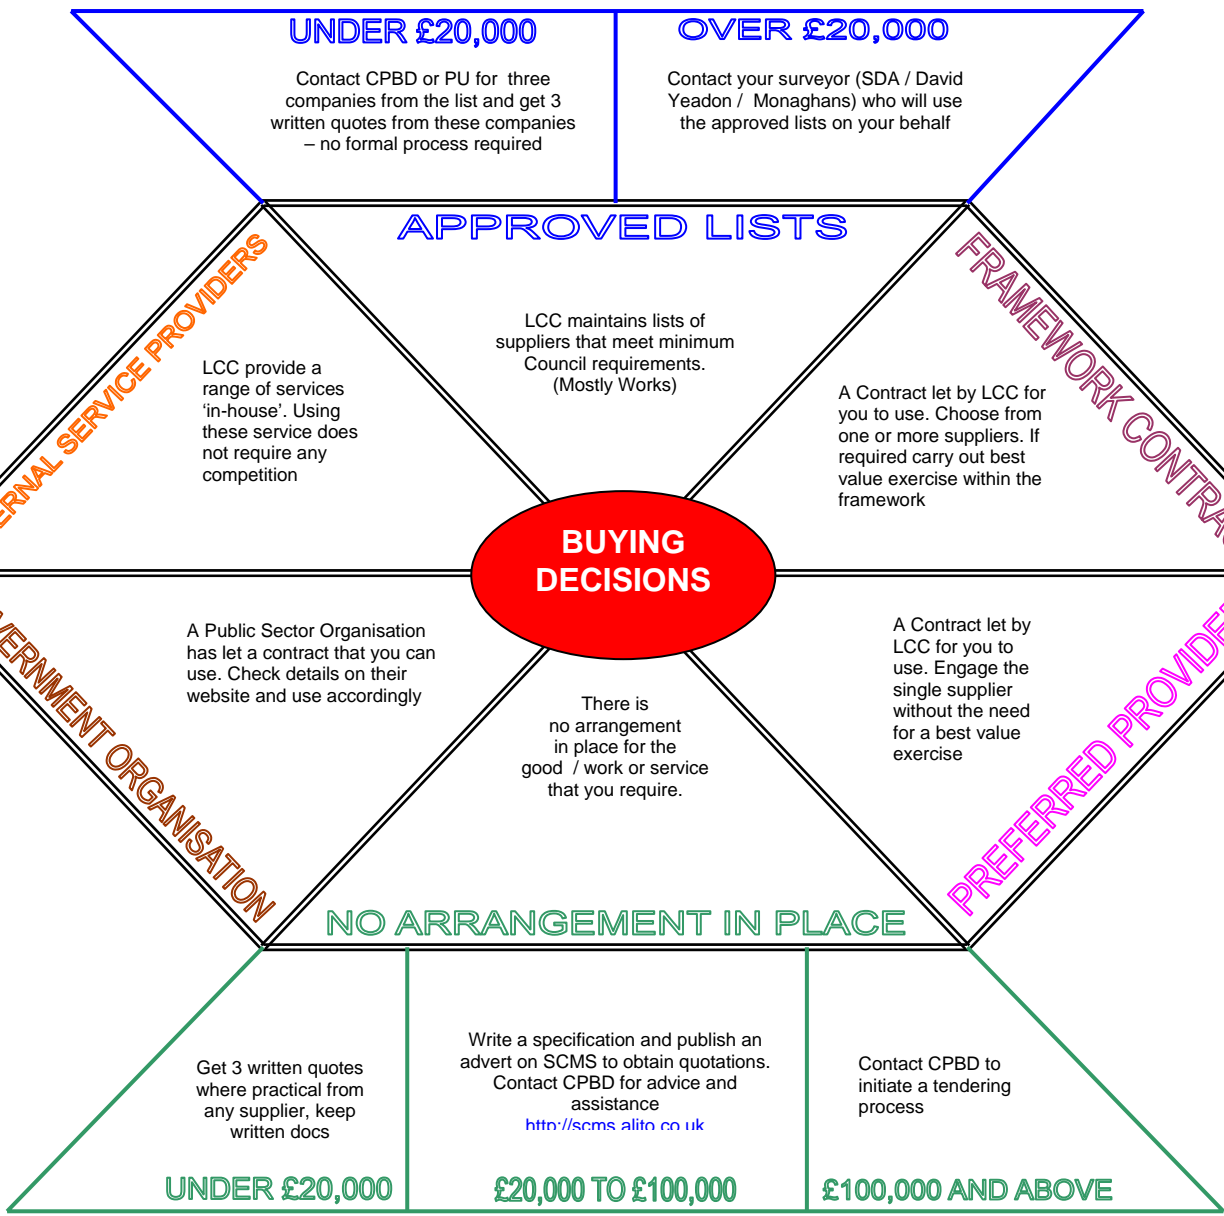 UNDER £20,000
Contact CPBD or PU for three
companies from the list and get 3
written quotes from these companies
– no formal process required
OVER £20,000
Contact your surveyor (SDA / David
Yeadon / Monaghans) who will use
the approved lists on your behalf
APPROVED LISTS
LCC maintains lists of
suppliers that meet minimum
Council requirements.
(Mostly Works)
ERNAL SERVICE PROVIDERS
LCC provide a
range of services
‘in-house’. Using
these service does
not require any
competition
FRAMEWORK CONTRAC
A Contract let by LCC for
you to use. Choose from
one or more suppliers. If
required carry out best
value exercise within the
framework
BUYING
DECISIONS
VERNMENT ORGANISATION
A Public Sector Organisation
has let a contract that you can
use. Check details on their
website and use accordingly
PREFERRED PROVIDER
A Contract let by
LCC for you to
use. Engage the
single supplier
without the need
for a best value
exercise
There is
no arrangement
in place for the
good / work or service
that you require.
NO ARRANGEMENT IN PLACE
Get 3 written quotes
where practical from
any supplier, keep
written docs
UNDER £20,000
Write a specification and publish an
advert on SCMS to obtain quotations.
Contact CPBD for advice and
assistance
http://scms.alito.co.uk
£20,000 TO £100,000
Contact CPBD to
initiate a tendering
process
£100,000 AND ABOVE